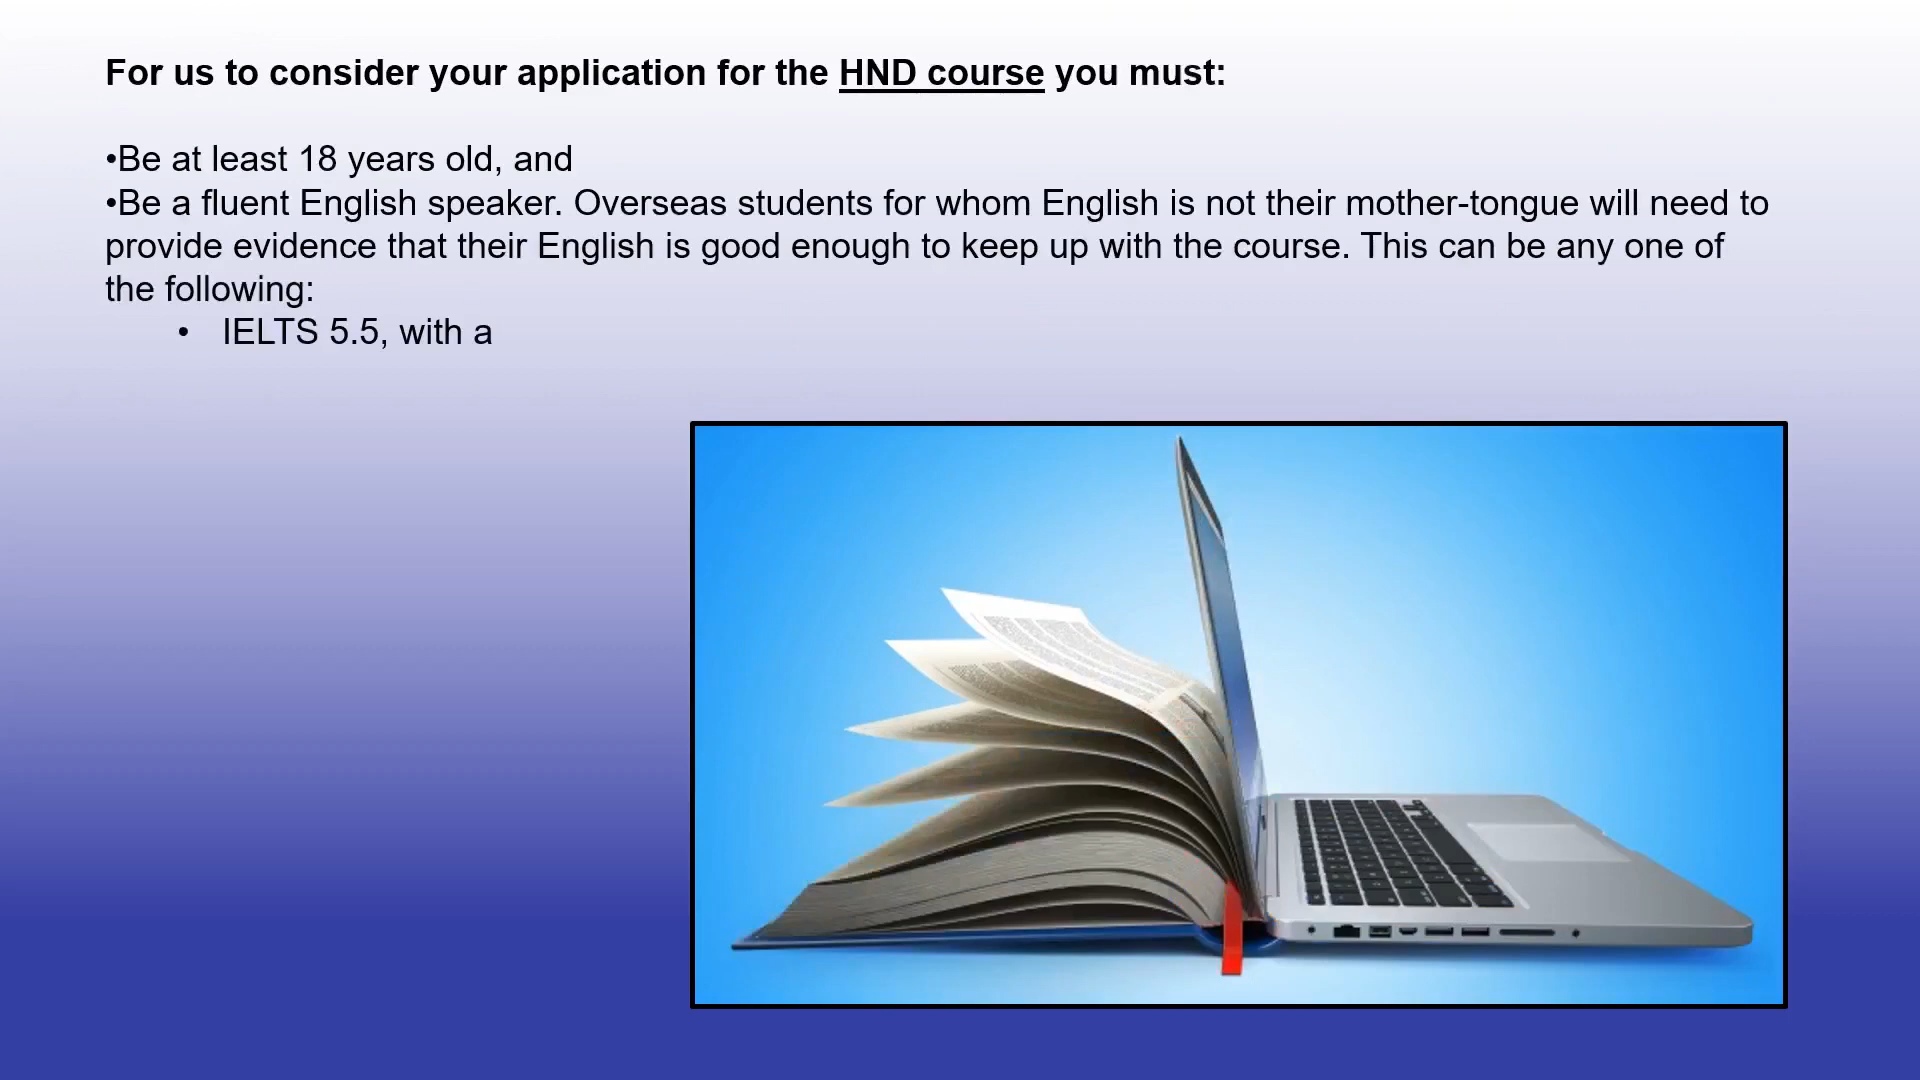 For us to consider your application for the HND course you must:
•Be at least 18 years old, and
•Be a fluent English speaker. Overseas students for whom English is not their mother-tongue will need to
provide evidence that their English is good enough to keep up with the course. This can be any one of
the following:
• IELTS 5.5, with a